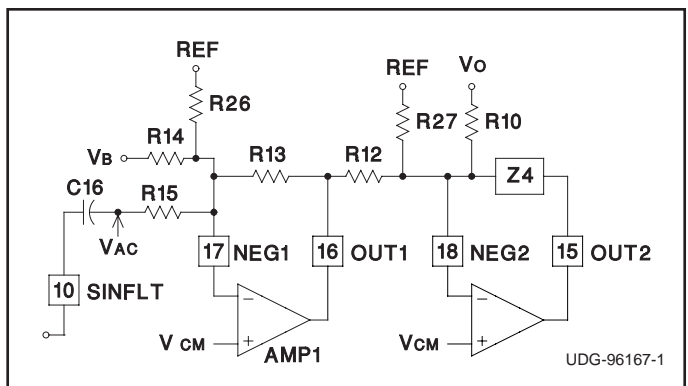 REF
R26
REF
VO
R27
R10
R14
VB
R13
R12
Z4
C16
R15
VAC
17 NEG1
16 OUT1
18 NEG2
15 OUT2
10 SINFLT
−
−
VCM
+
AMP1
VCM
+
UDG-96167-1